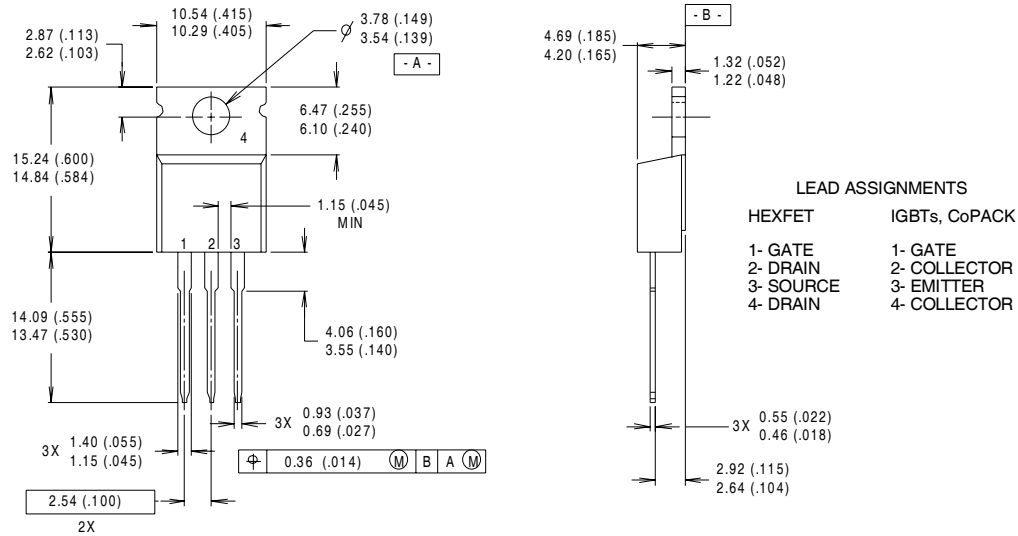 2.87 (.113)
2.62 (.103)
10.54 (.415)
10.29 (.405)
3.78 (.149)
3.54 (.139)
- A -
6.47 (.255)
6.10 (.240)
4
15.24 (.600)
14.84 (.584)
1.15 (.045)
MIN
1 2 3
14.09 (.555)
13.47 (.530)
4.06 (.160)
3.55 (.140)
3X 0.93 (.037)
0.69 (.027)
3X 1.40 (.055)
1.15 (.045)
0.36 (.014) Ⓜ B A Ⓜ
2.54 (.100)
2X
- B -
4.69 (.185)
4.20 (.165)
1.32 (.052)
1.22 (.048)
3X 0.55 (.022)
0.46 (.018)
2.92 (.115)
2.64 (.104)
LEAD ASSIGNMENTS
HEXFET
1- GATE
2- DRAIN
3- SOURCE
4- DRAIN
IGBTs, CoPACK
1- GATE
2- COLLECTOR
3- EMITTER
4- COLLECTOR